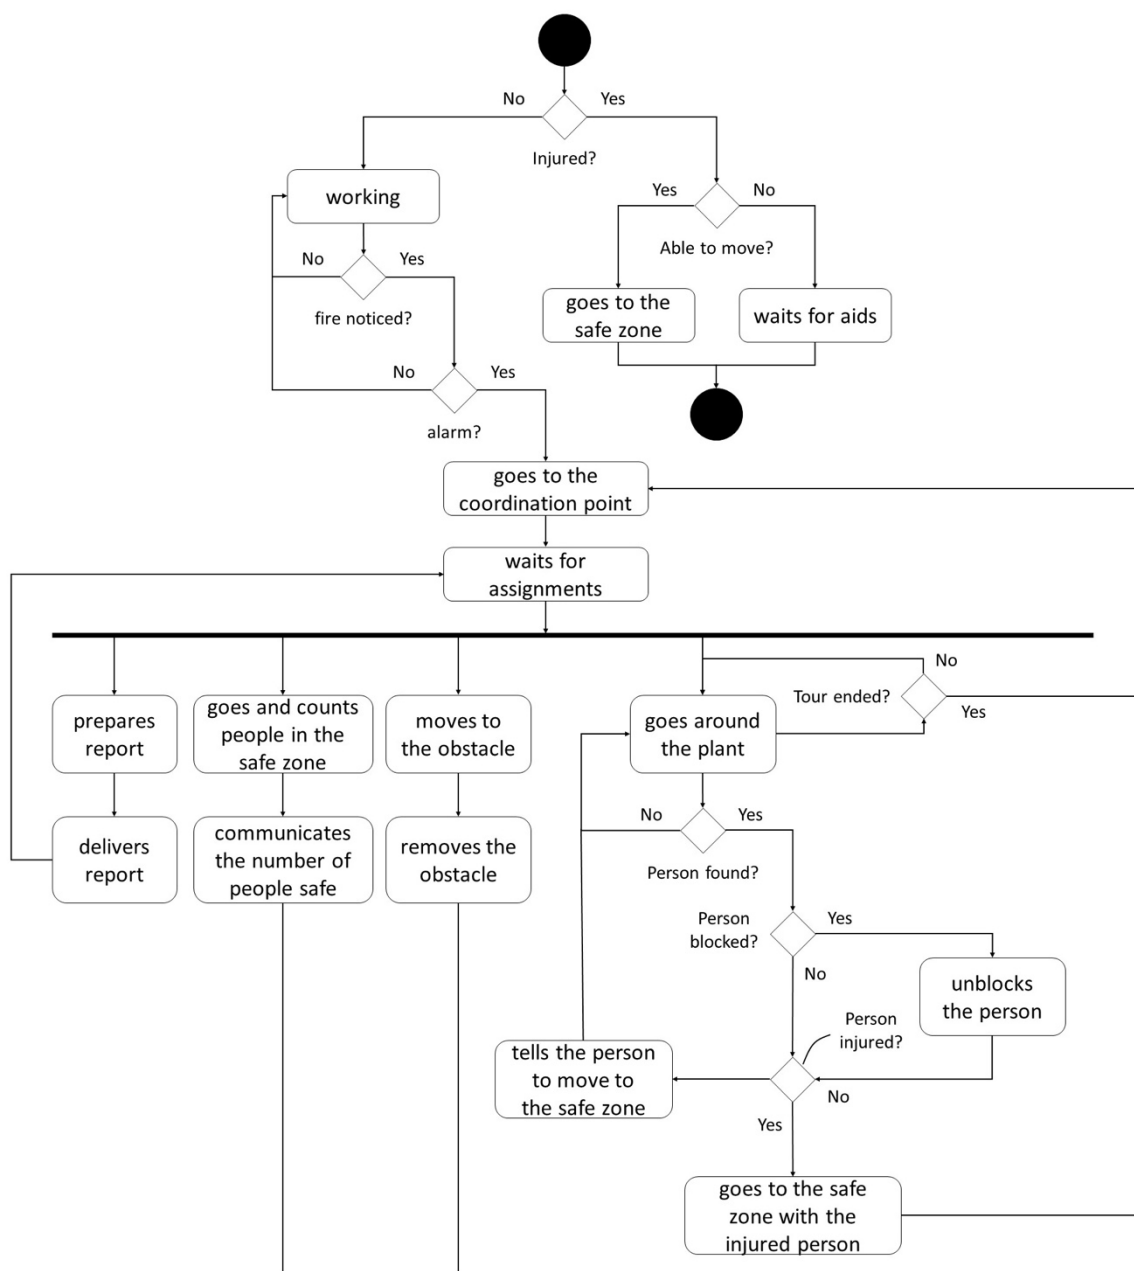 No
Yes
Injured?
working
Yes
No
Able to move?
No
Yes
fire noticed?
goes to the
safe zone
waits for aids
No
Yes
alarm?
goes to the
coordination point
waits for
assignments
No
Tour ended?
Yes
prepares
report
goes and counts
people in the
safe zone
moves to
the obstacle
goes around
the plant
No
Yes
Person found?
delivers
report
communicates
the number of
people safe
removes the
obstacle
Person
blocked?
Yes
No
unblocks
the person
Person
injured?
tells the person
to move to
the safe zone
No
Yes
goes to the safe
zone with the
injured person